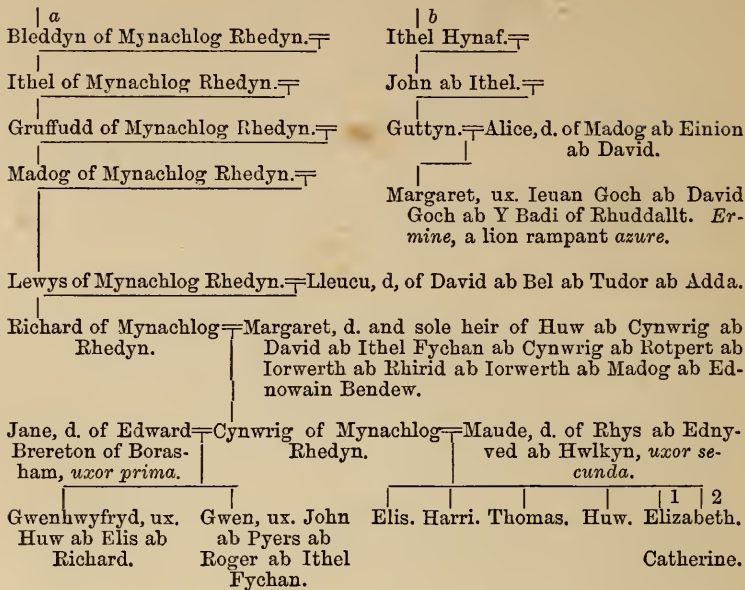 a
Bleddyn of Mynachlog Rhedyn.
Ithel of Mynachlog Rhedyn.
Gruffudd of Mynachlog Rhedyn.
Madog of Mynachlog Rhedyn.
b
Ithel Hynaf.
John ab Ithel.
Guttyn. Alice, d. of Madog ab Einion
ab David.
Margaret, ux. Ieuan Goch ab David
Goch ab Y Badi of Rhuddallt. Er-
mine, a lion rampant azure.
Lewys of Mynachlog Rhedyn. Lleucu, d, of David ab Bel ab Tudor ab Adda.
Richard of Mynachlog
Rhedyn.
Margaret, d. and sole heir of Huw ab Cynwrig ab
David ab Ithel Fychan ab Cynwrig ab Rotpert ab
Iorwerth ab Rhirid ab Iorwerth ab Madog ab Ed-
nowain Bendew.
Jane, d. of Edward
Brereton of Boras-
ham, uxor prima.
Cynwrig of Mynachlog
Rhedyn.
Maude, d. of Rhys ab Edny-
ved ab Hwlkyn, uxor se-
cunda.
Gwenhwyfryd, ux.
Huw ab Elis ab
Richard.
Gwen, ux. John
ab Pyers ab
Roger ab Ithel
Fychan.
1 2
Elis. Harri. Thomas. Huw. Elizabeth.
Catherine.